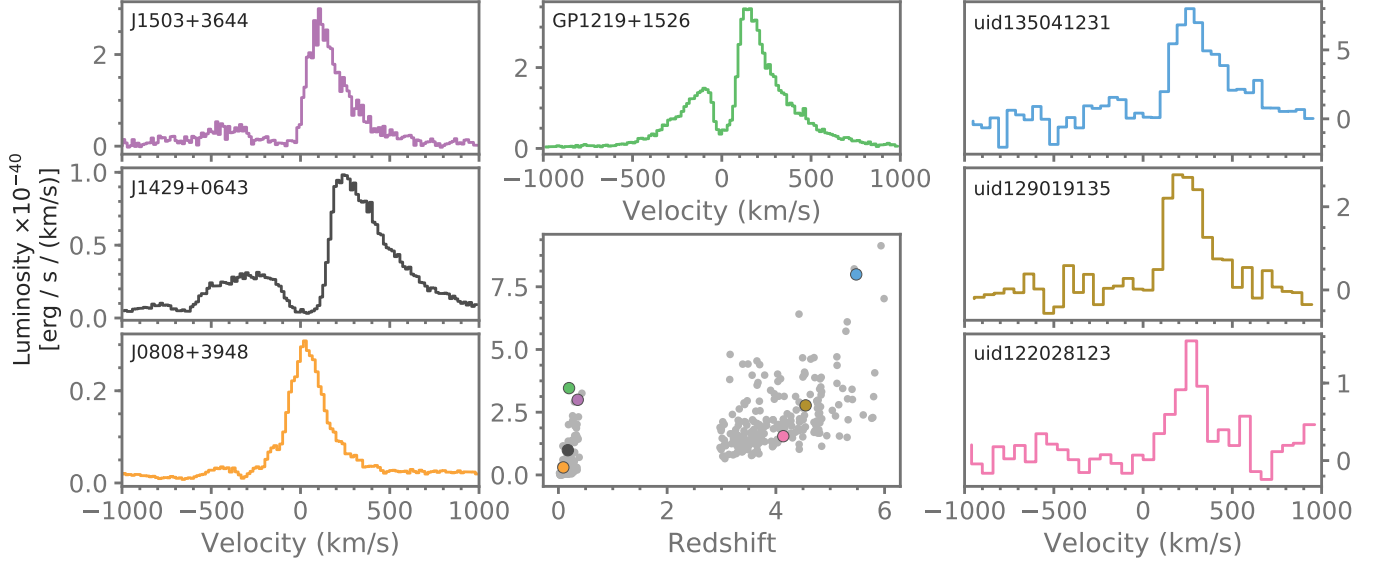 J1503+3644
2
0
GP1219+1526
2
0
−1000 −500 0 500 1000
Velocity (km/s)
uid135041231
5
0
Luminosity ×10⁻⁴⁰
[erg / s / (km/s)]
J1429+0643
1.0
0.5
0.0
uid129019135
2
0
J0808+3948
0.2
0.0
−1000 −500 0 500 1000
Velocity (km/s)
7.5
5.0
2.5
0.0
0 2 4 6
Redshift
uid122028123
1
0
−1000 −500 0 500 1000
Velocity (km/s)